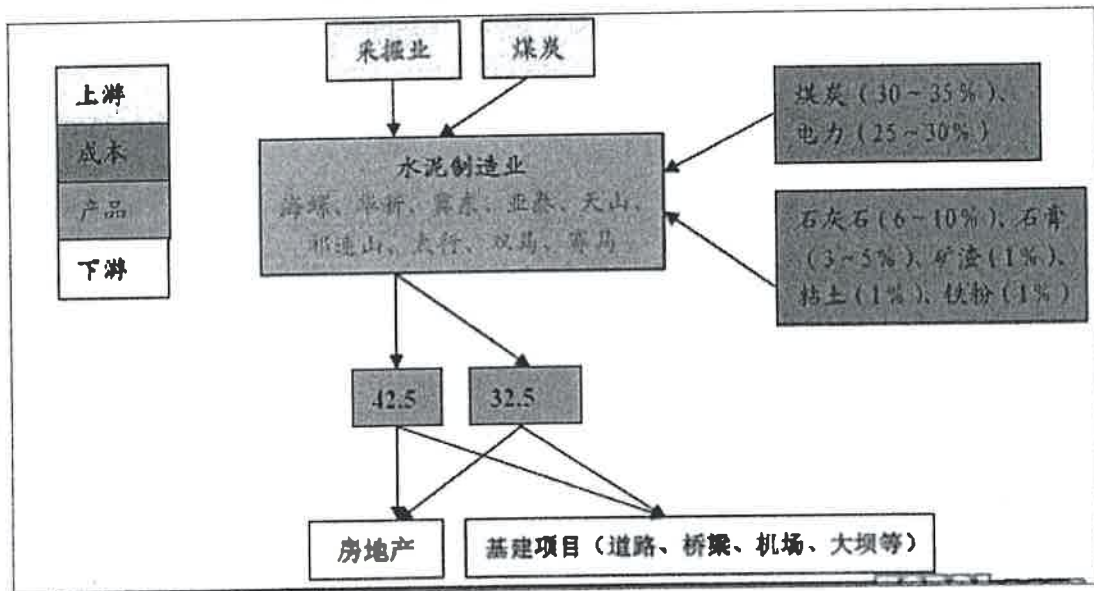 采掘业
煤炭
上游
成本
产品
下游
煤炭(30~35%)、
电力(25~30%)
水泥制造业
海螺、华新、冀东、亚泰、天山、
祁连山、太行、双马、赛马
石灰石(6~10%)、石膏
(3~5%)、矿渣(1%)、
粘土(1%)、铁粉(1%)
42.5
32.5
房地产
基建项目(道路、桥梁、机场、大坝等)